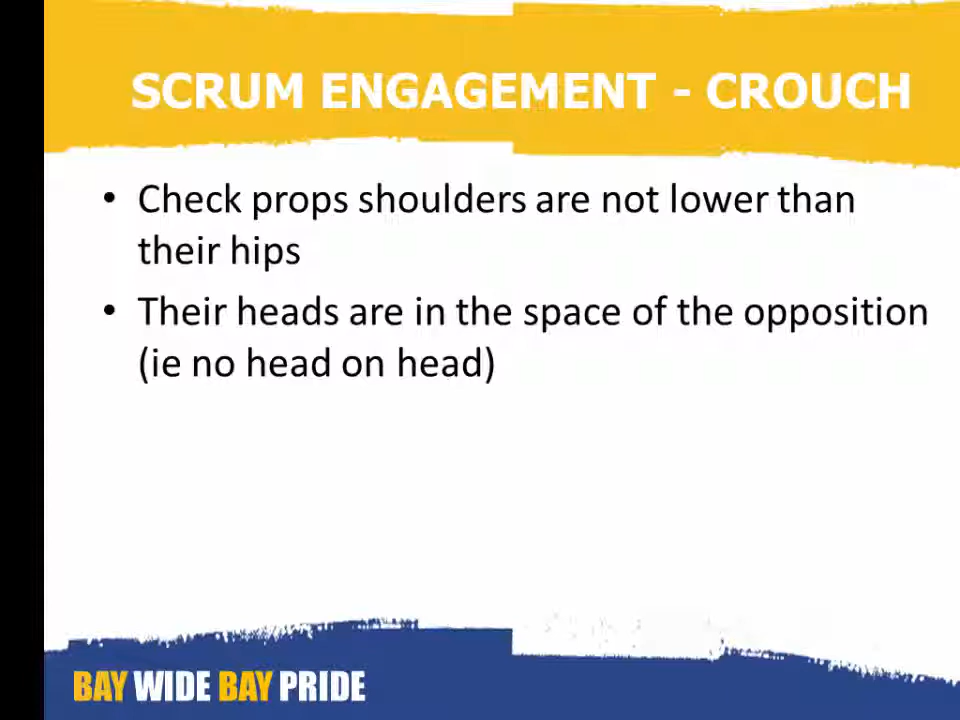 SCRUM ENGAGEMENT - CROUCH
• Check props shoulders are not lower than
their hips
• Their heads are in the space of the opposition
(ie no head on head)
BAY WIDE BAY PRIDE